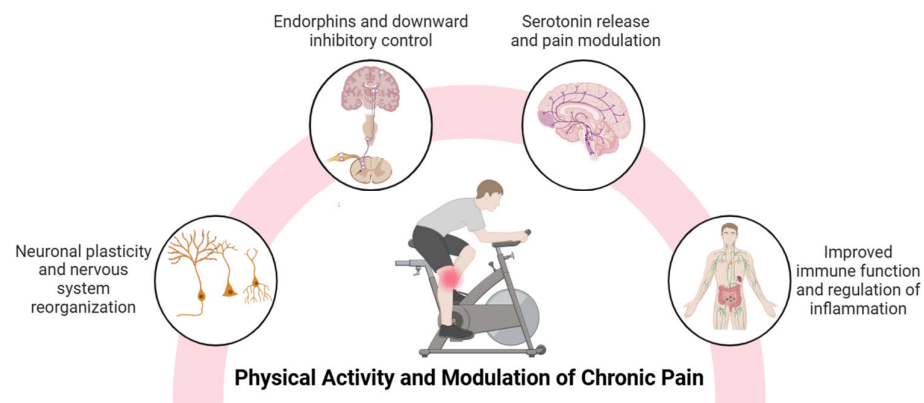 Endorphins and downward
inhibitory control
Serotonin release
and pain modulation
Neuronal plasticity
and nervous
system
reorganization
Improved
immune function
and regulation of
inflammation
Physical Activity and Modulation of Chronic Pain